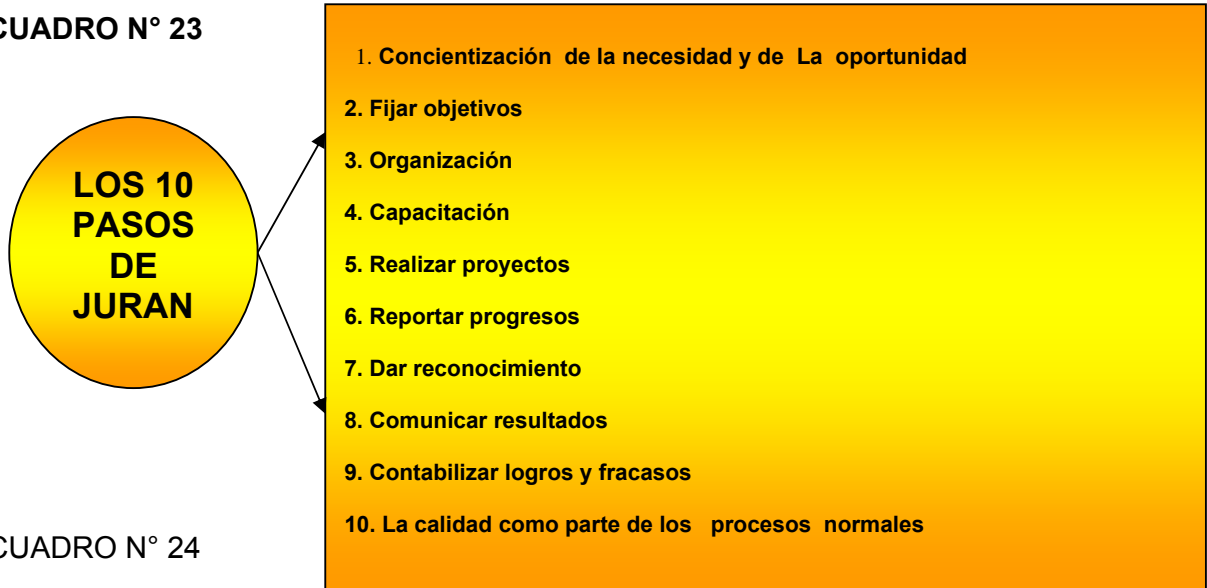 CUADRO N° 23
LOS 10
PASOS
DE
JURAN
1. Concientización de la necesidad y de La oportunidad
2. Fijar objetivos
3. Organización
4. Capacitación
5. Realizar proyectos
6. Reportar progresos
7. Dar reconocimiento
8. Comunicar resultados
9. Contabilizar logros y fracasos
10. La calidad como parte de los procesos normales
CUADRO N° 24